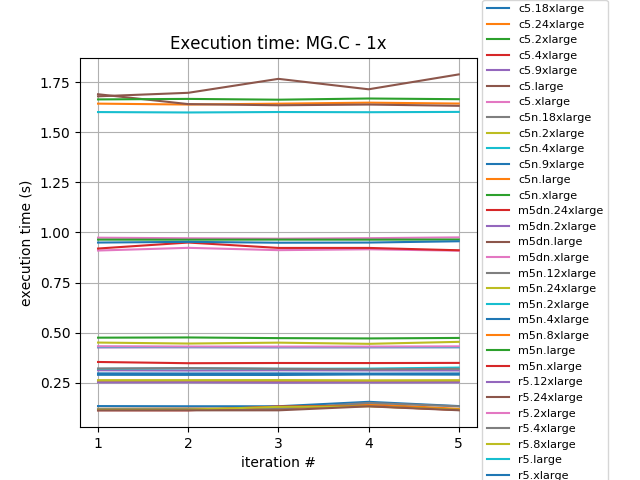 Execution time: MG.C - 1x
execution time (s)
1.75
1.50
1.25
1.00
0.75
0.50
0.25
1 2 3 4 5
iteration #
c5.18xlarge
c5.24xlarge
c5.2xlarge
c5.4xlarge
c5.9xlarge
c5.large
c5.xlarge
c5n.18xlarge
c5n.2xlarge
c5n.4xlarge
c5n.9xlarge
c5n.large
c5n.xlarge
m5dn.24xlarge
m5dn.2xlarge
m5dn.large
m5dn.xlarge
m5n.12xlarge
m5n.24xlarge
m5n.2xlarge
m5n.4xlarge
m5n.8xlarge
m5n.large
m5n.xlarge
r5.12xlarge
r5.24xlarge
r5.2xlarge
r5.4xlarge
r5.8xlarge
r5.large
r5.xlarge